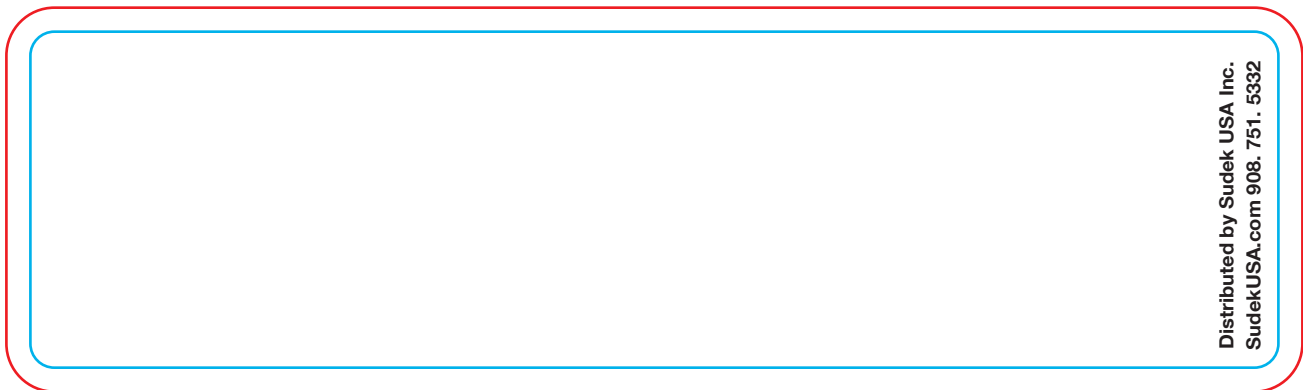 Distributed by Sudek USA Inc.
SudekUSA.com 908. 751. 5332